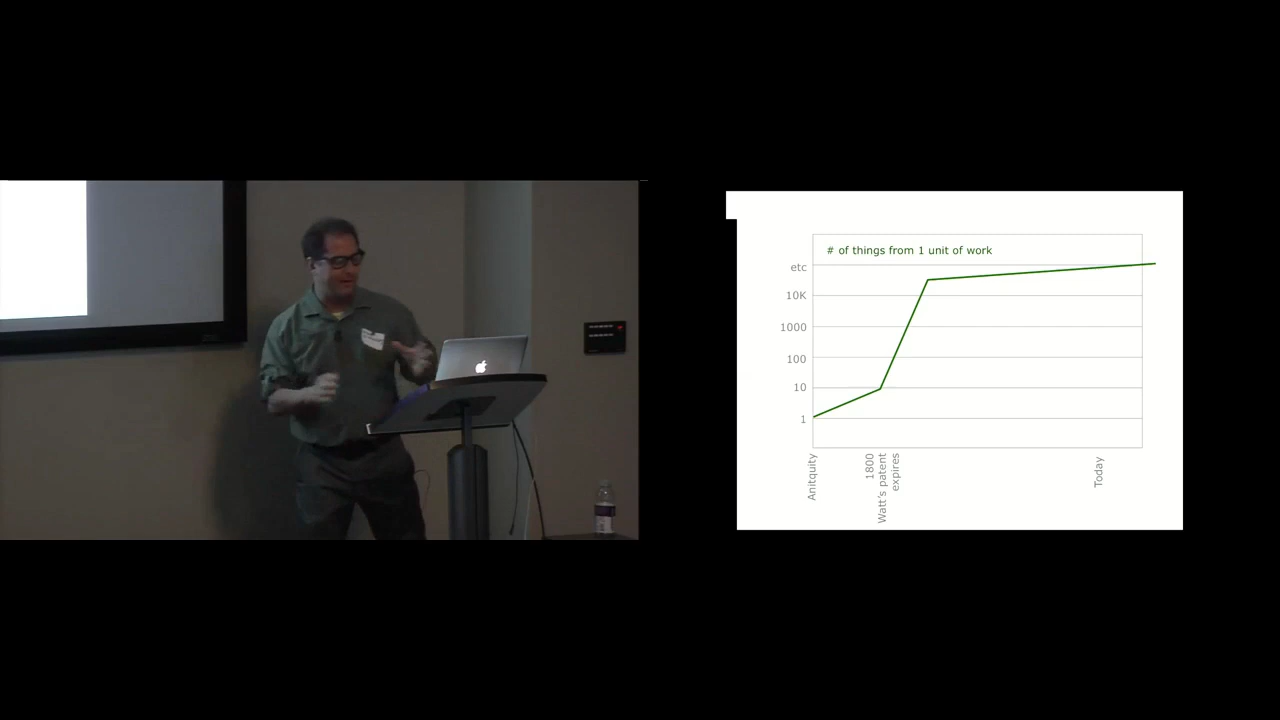 # of things from 1 unit of work
etc
10K
1000
100
10
1
Anitquity
1800
Watt's patent
expires
Today